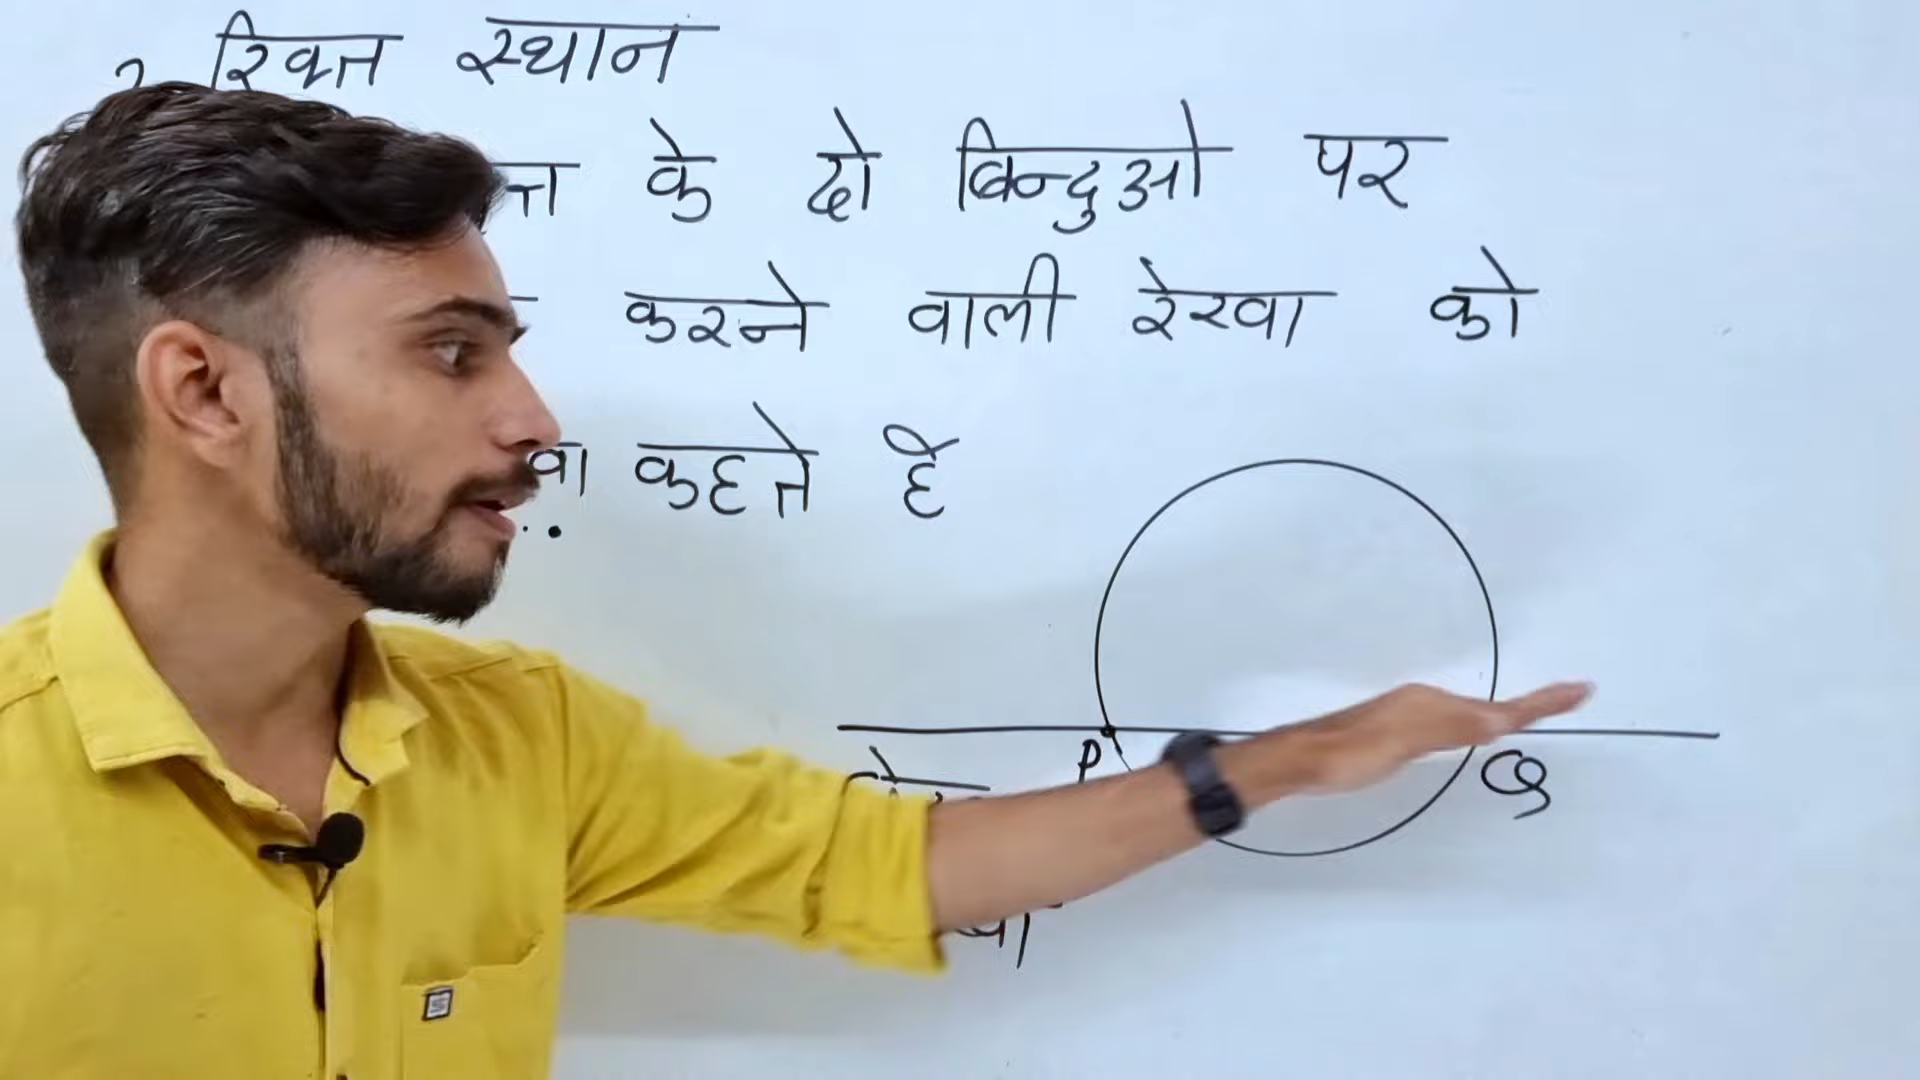 रिक्त स्थान
के दो बिन्दुओ पर
करने वाली रेखा को
कहते है
P
Q